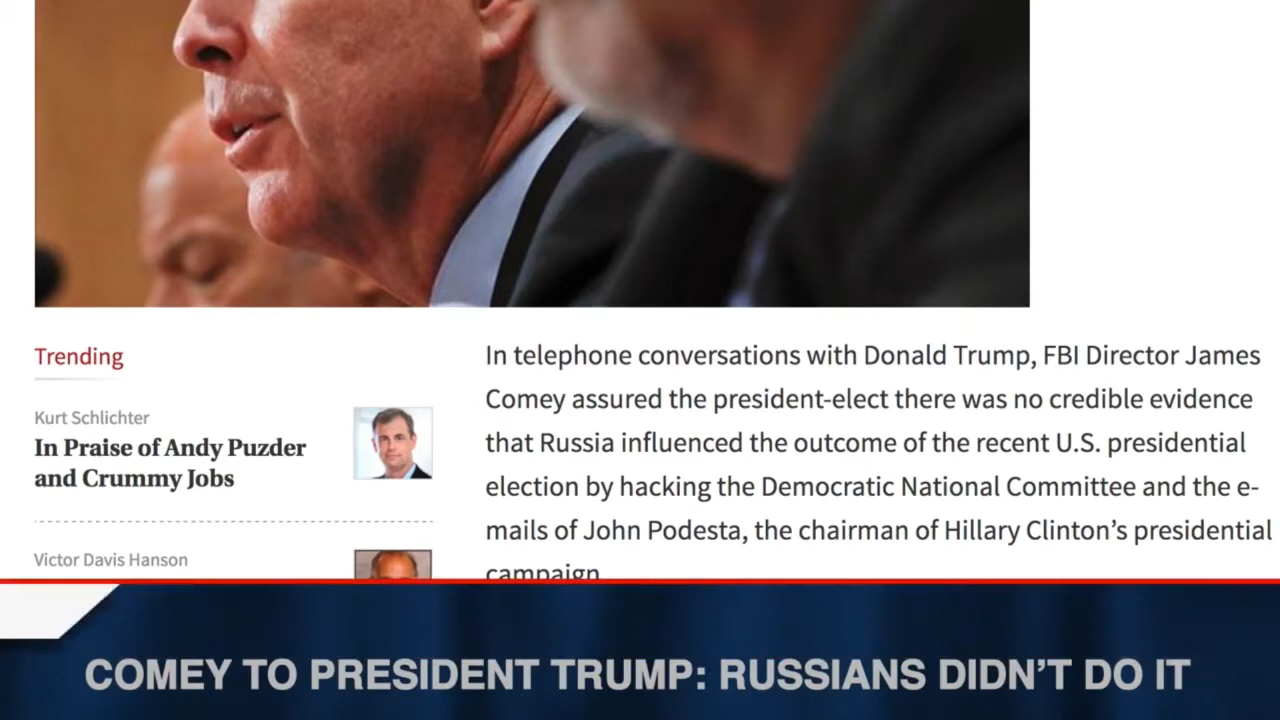 Trending
Kurt Schlichter
In Praise of Andy Puzder
and Crummy Jobs
Victor Davis Hanson
In telephone conversations with Donald Trump, FBI Director James
Comey assured the president-elect there was no credible evidence
that Russia influenced the outcome of the recent U.S. presidential
election by hacking the Democratic National Committee and the e-
mails of John Podesta, the chairman of Hillary Clinton’s presidential
campaign
COMEY TO PRESIDENT TRUMP: RUSSIANS DIDN’T DO IT